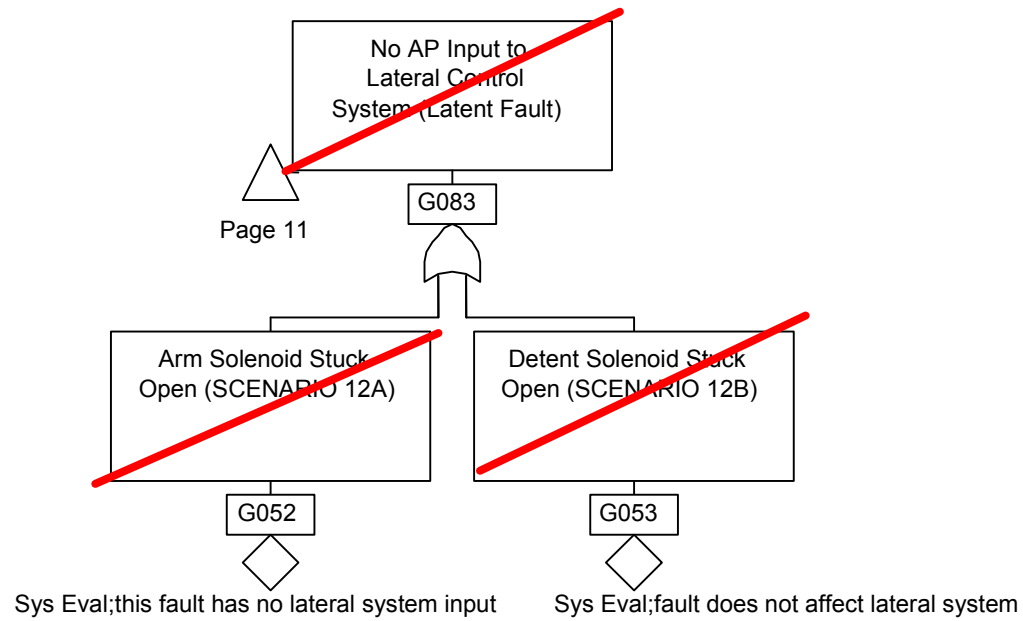 No AP Input to
Lateral Control
System (Latent Fault)
Page 11
G083
Arm Solenoid Stuck
Open (SCENARIO 12A)
Detent Solenoid Stuck
Open (SCENARIO 12B)
G052
G053
Sys Eval;this fault has no lateral system input
Sys Eval;fault does not affect lateral system